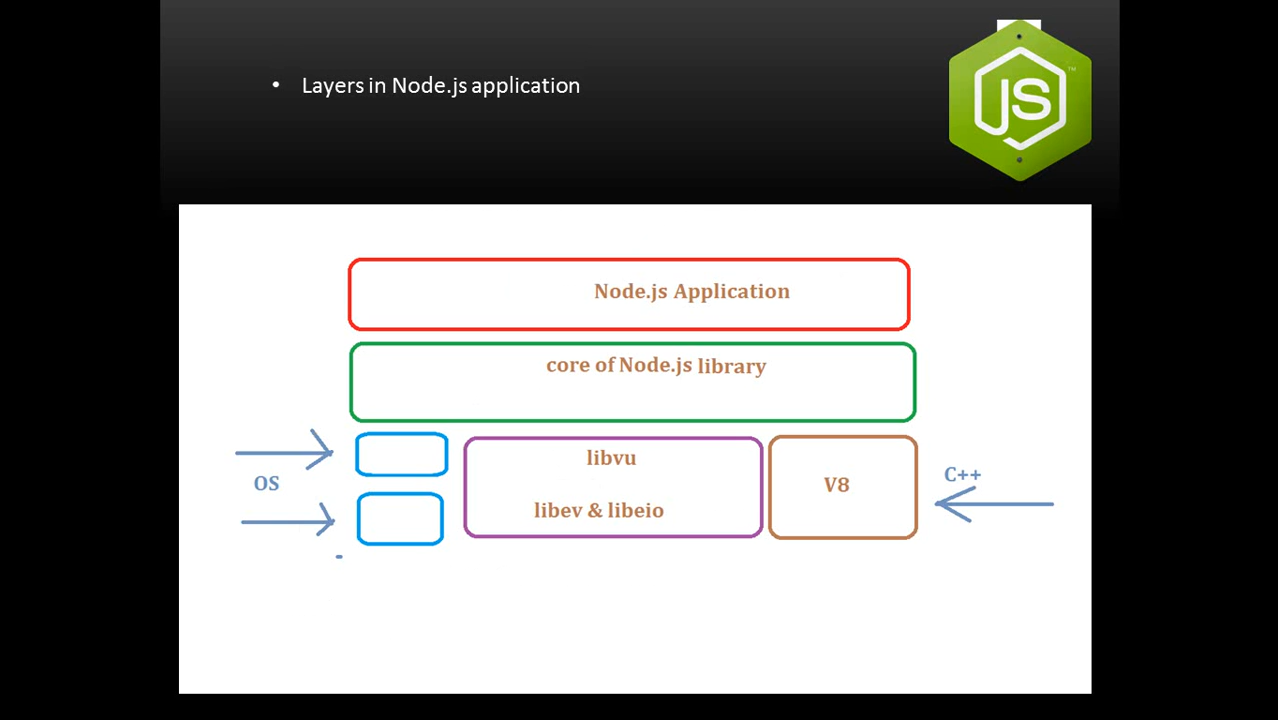 • Layers in Node.js application
JS
™
Node.js Application
core of Node.js library
libvu
libev & libeio
V8
OS
C++